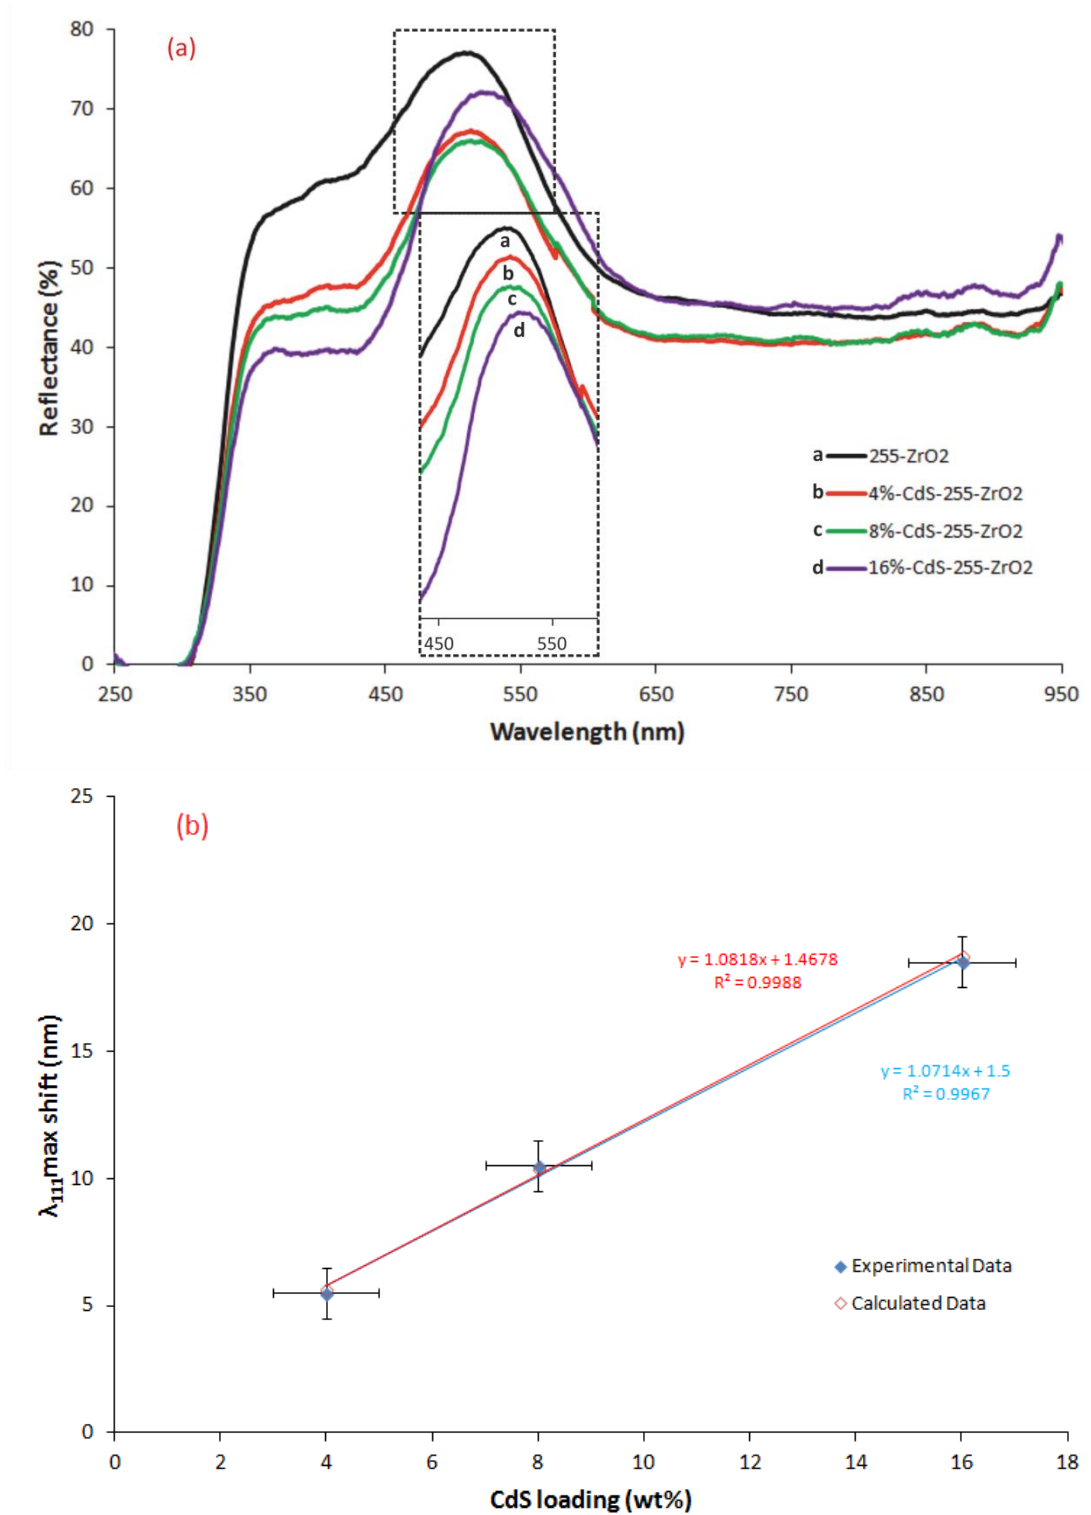 (a)
80
70
60
50
40
30
20
10
0
Reflectance (%)
a
b
c
d
450 550
a 255-ZrO2
b 4%-CdS-255-ZrO2
c 8%-CdS-255-ZrO2
d 16%-CdS-255-ZrO2
250 350 450 550 650 750 850 950
Wavelength (nm)
(b)
25
20
15
10
5
0
λ₁₁₁max shift (nm)
y = 1.0818x + 1.4678
R² = 0.9988
y = 1.0714x + 1.5
R² = 0.9967
Experimental Data
Calculated Data
0 2 4 6 8 10 12 14 16 18
CdS loading (wt%)